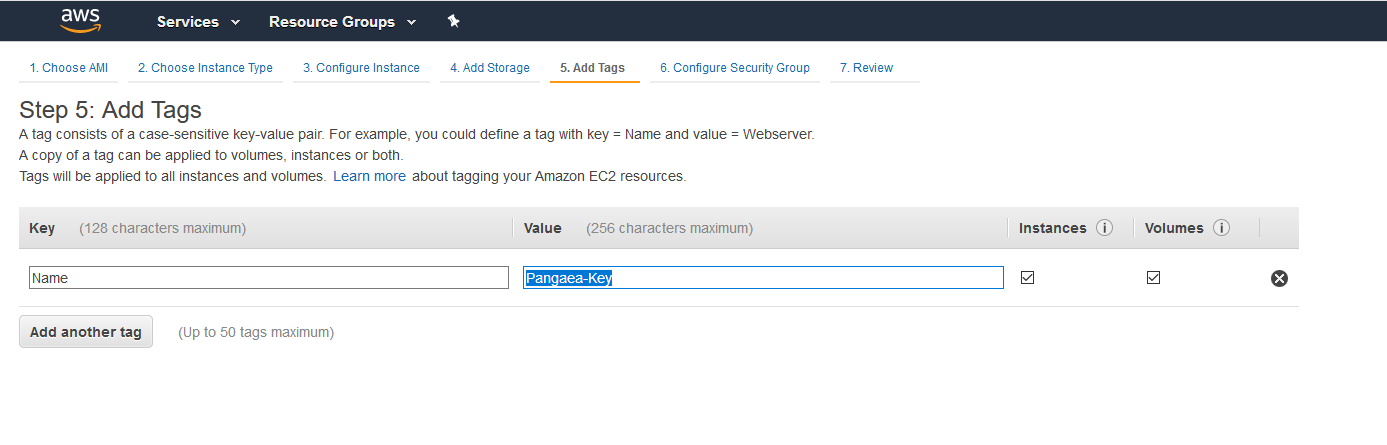 aws Services Resource Groups
1. Choose AMI 2. Choose Instance Type 3. Configure Instance 4. Add Storage 5. Add Tags 6. Configure Security Group 7. Review
Step 5: Add Tags
A tag consists of a case-sensitive key-value pair. For example, you could define a tag with key = Name and value = Webserver.
A copy of a tag can be applied to volumes, instances or both.
Tags will be applied to all instances and volumes. Learn more about tagging your Amazon EC2 resources.
Key (128 characters maximum) Value (256 characters maximum) Instances i Volumes i
Name Pangaea-Key
Add another tag (Up to 50 tags maximum)